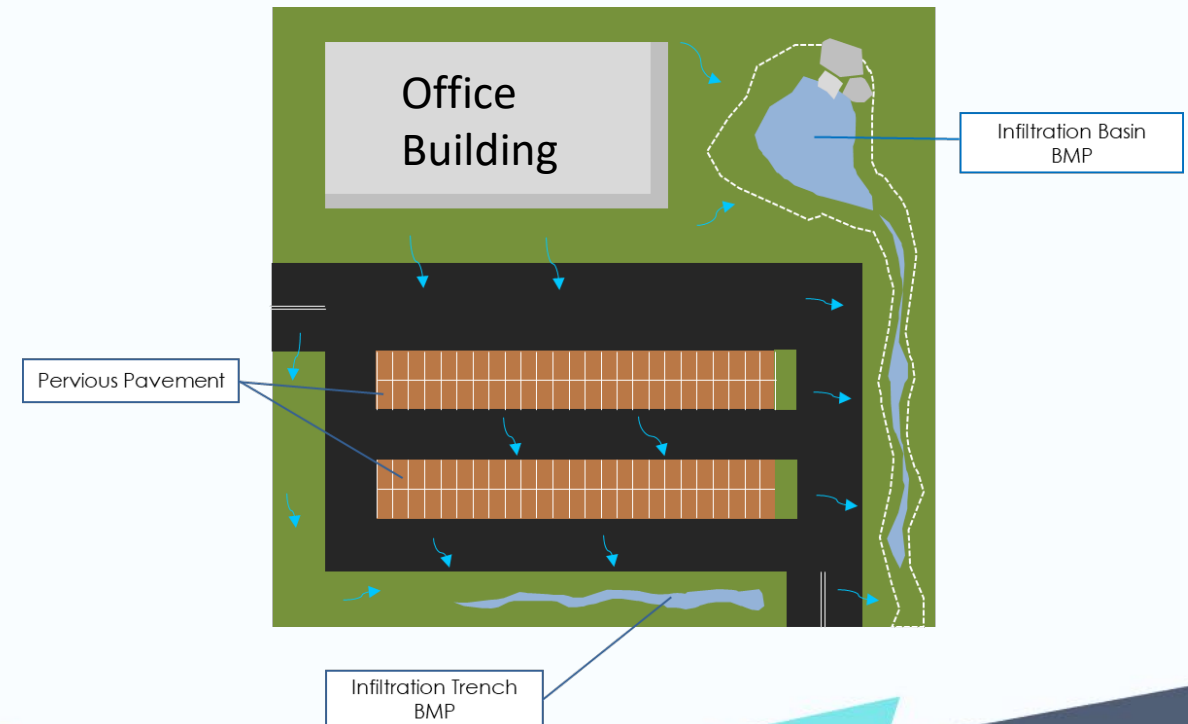 Office
Building
Infiltration Basin
BMP
Pervious Pavement
Infiltration Trench
BMP